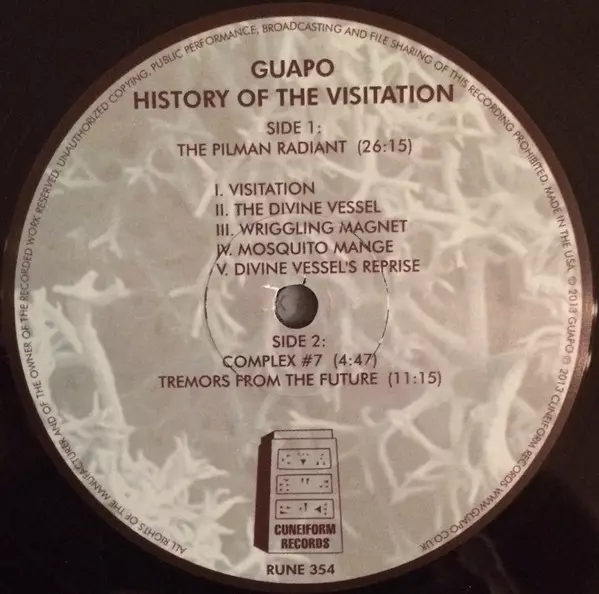 GUAPO
HISTORY OF THE VISITATION
SIDE 1:
THE PILMAN RADIANT (26:15)
I. VISITATION
II. THE DIVINE VESSEL
III. WRIGGLING MAGNET
IV. MOSQUITO MANGE
V. DIVINE VESSEL'S REPRISE
SIDE 2:
COMPLEX #7 (4:47)
TREMORS FROM THE FUTURE (11:15)
CUNEIFORM
RECORDS
RUNE 354
ALL RIGHTS OF THE MANUFACTURER AND OF THE OWNER OF THE RECORDED WORK RESERVED. UNAUTHORIZED COPYING, PUBLIC PERFORMANCE, BROADCASTING AND FILE SHARING OF THIS RECORDING PROHIBITED. MADE IN THE USA © 2013 GUAPO ℗ 2013 CUNEIFORM RECORDS WWW.GUAPO.CO.UK